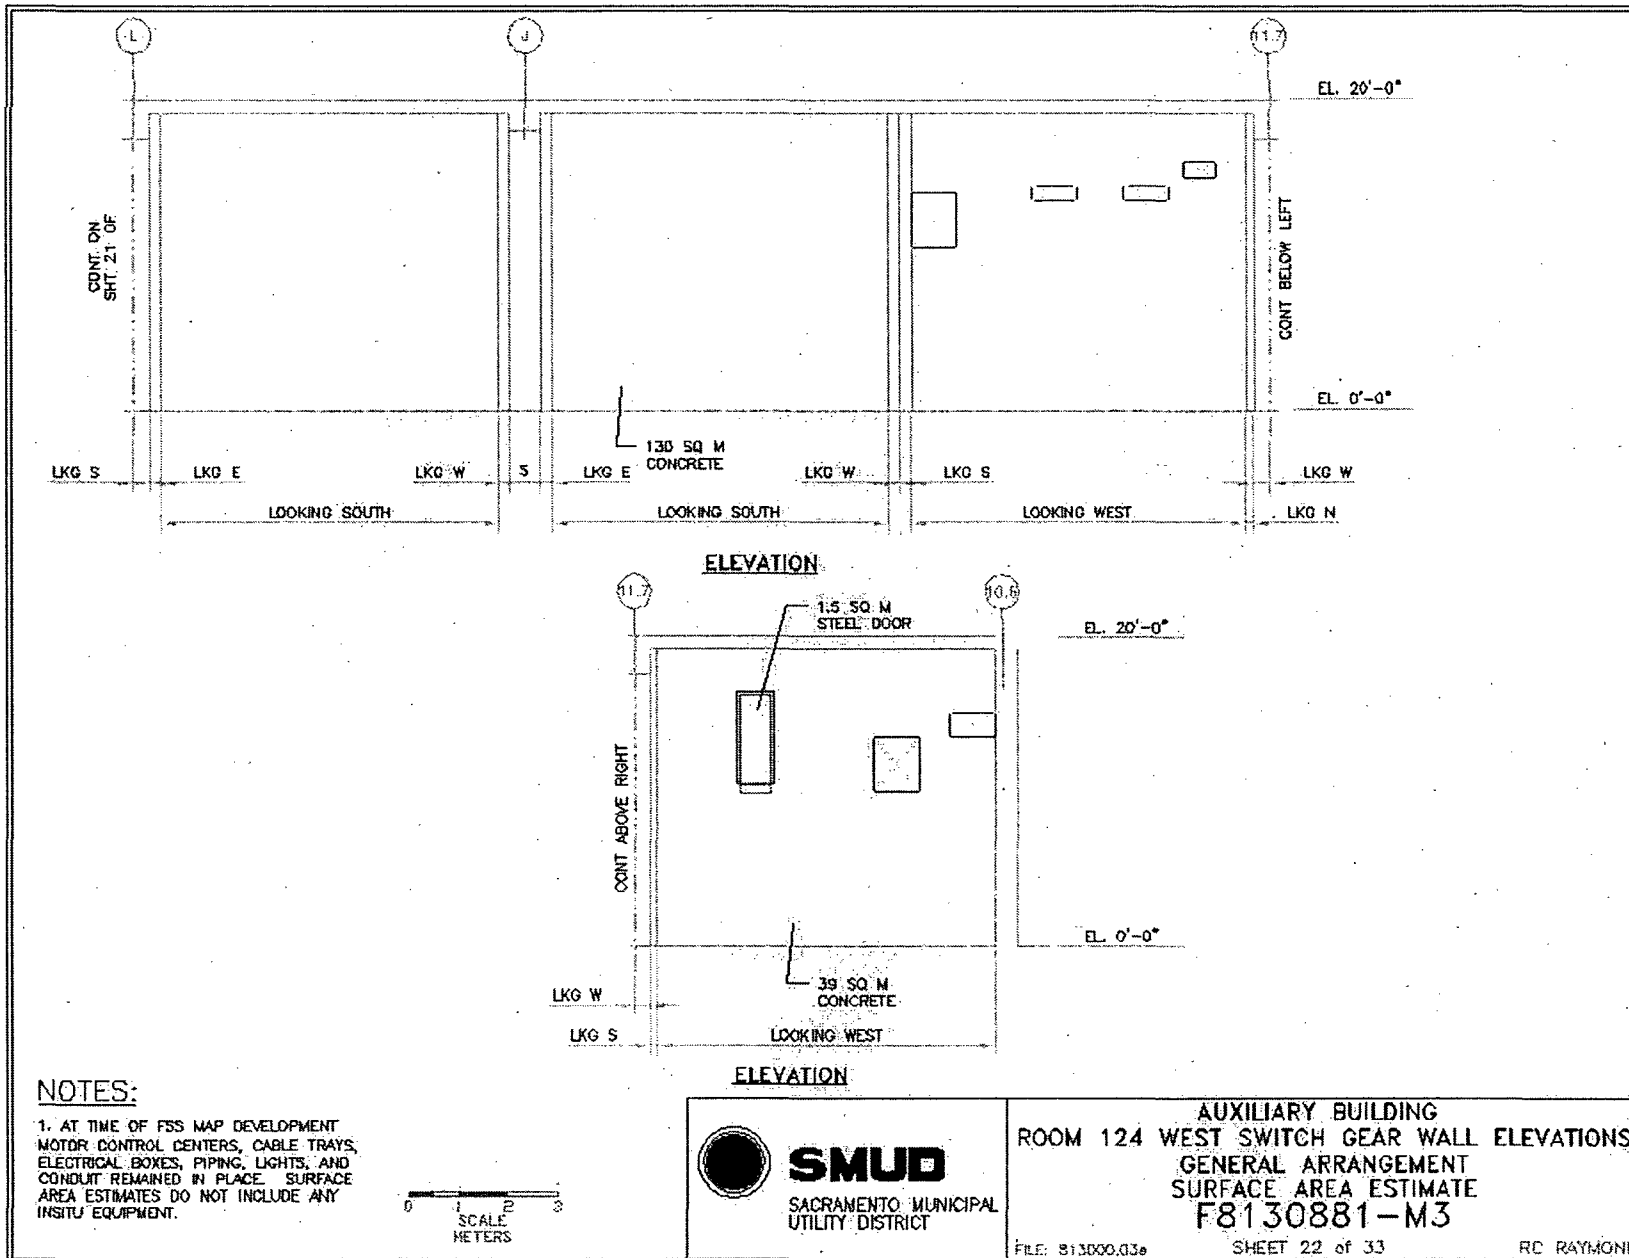 L
J
11.7
EL. 20'-0"
CONT. ON
SHT. 21 OF
CONT BELOW LEFT
EL. 0'-0"
130 SQ M
CONCRETE
LKG S
LKG E
LKG W
S
LKG E
LKG W
LKG S
LKG W
LOOKING SOUTH
LOOKING SOUTH
LOOKING WEST
LKG N
ELEVATION
11.7
10.6
1.5 SQ M
STEEL DOOR
EL. 20'-0"
CONT ABOVE RIGHT
EL. 0'-0"
39 SQ M
CONCRETE
LKG W
LKG S
LOOKING WEST
ELEVATION
NOTES:
1. AT TIME OF FSS MAP DEVELOPMENT
MOTOR CONTROL CENTERS, CABLE TRAYS,
ELECTRICAL BOXES, PIPING, LIGHTS, AND
CONDUIT REMAINED IN PLACE. SURFACE
AREA ESTIMATES DO NOT INCLUDE ANY
INSITU EQUIPMENT.
0 1 2 3
SCALE
METERS
SMUD
SACRAMENTO MUNICIPAL
UTILITY DISTRICT
AUXILIARY BUILDING
ROOM 124 WEST SWITCH GEAR WALL ELEVATIONS
GENERAL ARRANGEMENT
SURFACE AREA ESTIMATE
F8130881-M3
FILE: 813000.03e
SHEET 22 of 33
RC RAYMOND